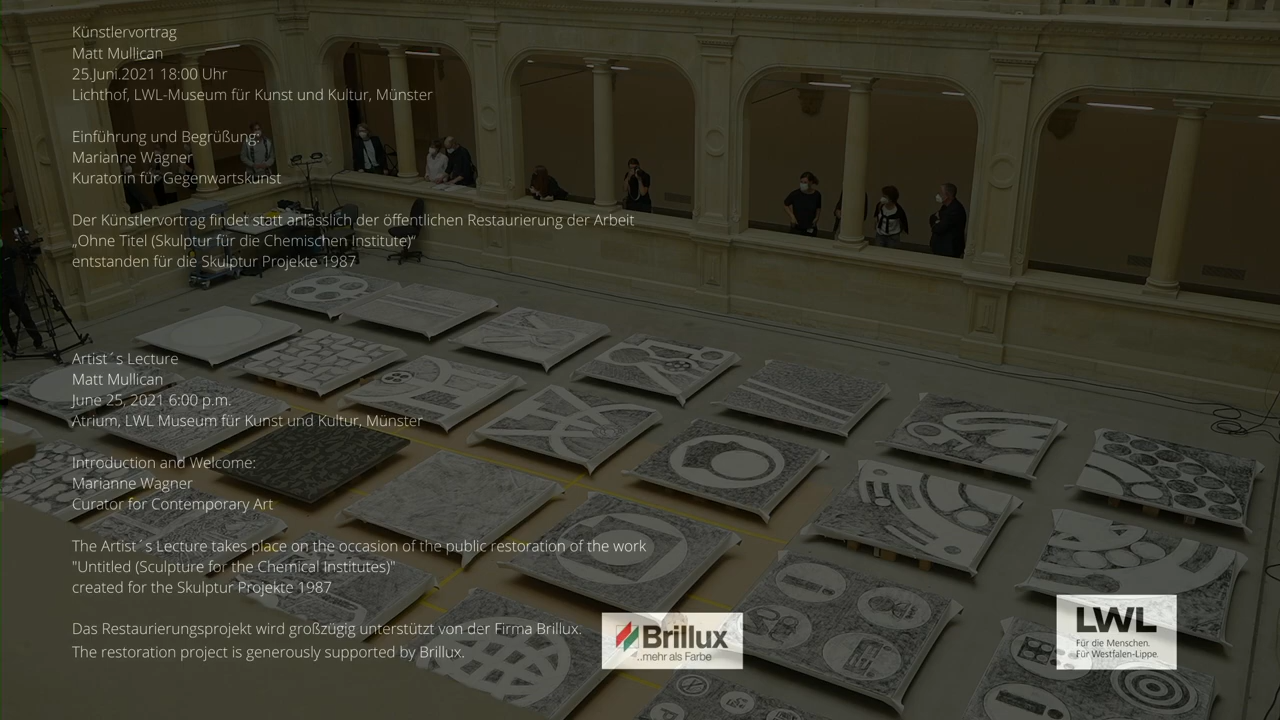 Künstlervortrag
Matt Mullican
25.Juni.2021 18:00 Uhr
Lichthof, LWL-Museum für Kunst und Kultur, Münster
Einführung und Begrüßung:
Marianne Wagner
Kuratorin für Gegenwartskunst
Der Künstlervortrag findet statt anlässlich der öffentlichen Restaurierung der Arbeit
„Ohne Titel (Skulptur für die Chemischen Institute)“
entstanden für die Skulptur Projekte 1987
Artist´s Lecture
Matt Mullican
June 25, 2021 6:00 p.m.
Atrium, LWL Museum für Kunst und Kultur, Münster
Introduction and Welcome:
Marianne Wagner
Curator for Contemporary Art
The Artist´s Lecture takes place on the occasion of the public restoration of the work
"Untitled (Sculpture for the Chemical Institutes)"
created for the Skulptur Projekte 1987
Das Restaurierungsprojekt wird großzügig unterstützt von der Firma Brillux.
The restoration project is generously supported by Brillux.
Brillux
..mehr als Farbe
LWL
Für die Menschen.
Für Westfalen-Lippe.